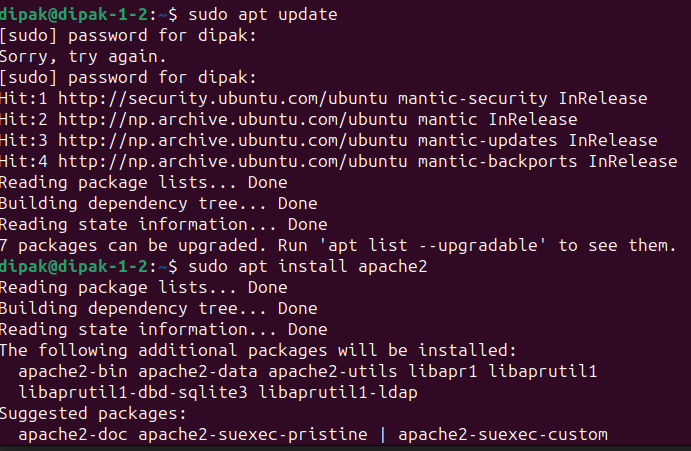 dipak@dipak-1-2:~$ sudo apt update
[sudo] password for dipak:
Sorry, try again.
[sudo] password for dipak:
Hit:1 http://security.ubuntu.com/ubuntu mantic-security InRelease
Hit:2 http://np.archive.ubuntu.com/ubuntu mantic InRelease
Hit:3 http://np.archive.ubuntu.com/ubuntu mantic-updates InRelease
Hit:4 http://np.archive.ubuntu.com/ubuntu mantic-backports InRelease
Reading package lists... Done
Building dependency tree... Done
Reading state information... Done
7 packages can be upgraded. Run 'apt list --upgradable' to see them.
dipak@dipak-1-2:~$ sudo apt install apache2
Reading package lists... Done
Building dependency tree... Done
Reading state information... Done
The following additional packages will be installed:
  apache2-bin apache2-data apache2-utils libapr1 libaprutil1
  libaprutil1-dbd-sqlite3 libaprutil1-ldap
Suggested packages:
  apache2-doc apache2-suexec-pristine | apache2-suexec-custom